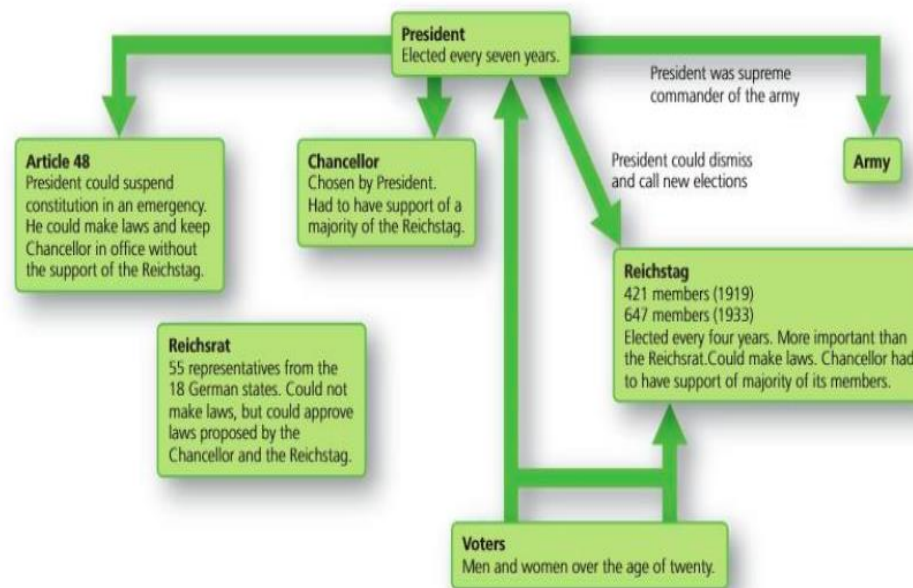 President
Elected every seven years.
President was supreme
commander of the army
Article 48
President could suspend
constitution in an emergency.
He could make laws and keep
Chancellor in office without
the support of the Reichstag.
Chancellor
Chosen by President.
Had to have support of a
majority of the Reichstag.
President could dismiss
and call new elections
Army
Reichstag
421 members (1919)
647 members (1933)
Elected every four years. More important than
the Reichsrat.Could make laws. Chancellor had
to have support of majority of its members.
Reichsrat
55 representatives from the
18 German states. Could not
make laws, but could approve
laws proposed by the
Chancellor and the Reichstag.
Voters
Men and women over the age of twenty.